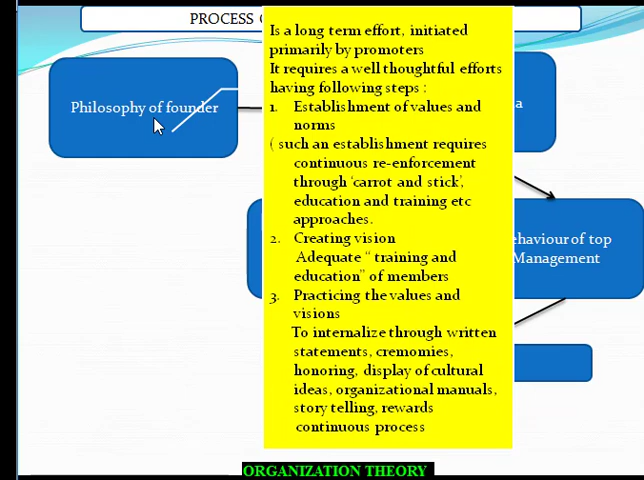 PROCESS O
Is a long term effort, initiated
primarily by promoters
It requires a well thoughtful efforts
having following steps :
1. Establishment of values and
norms
( such an establishment requires
continuous re-enforcement
through ‘carrot and stick’,
education and training etc
approaches.
2. Creating vision
Adequate “ training and
education” of members
3. Practicing the values and
visions
To internalize through written
statements, cremomies,
honoring, display of cultural
ideas, organizational manuals,
story telling, rewards
continuous process
Philosophy of founder
a
ehaviour of top
Management
ORGANIZATION THEORY